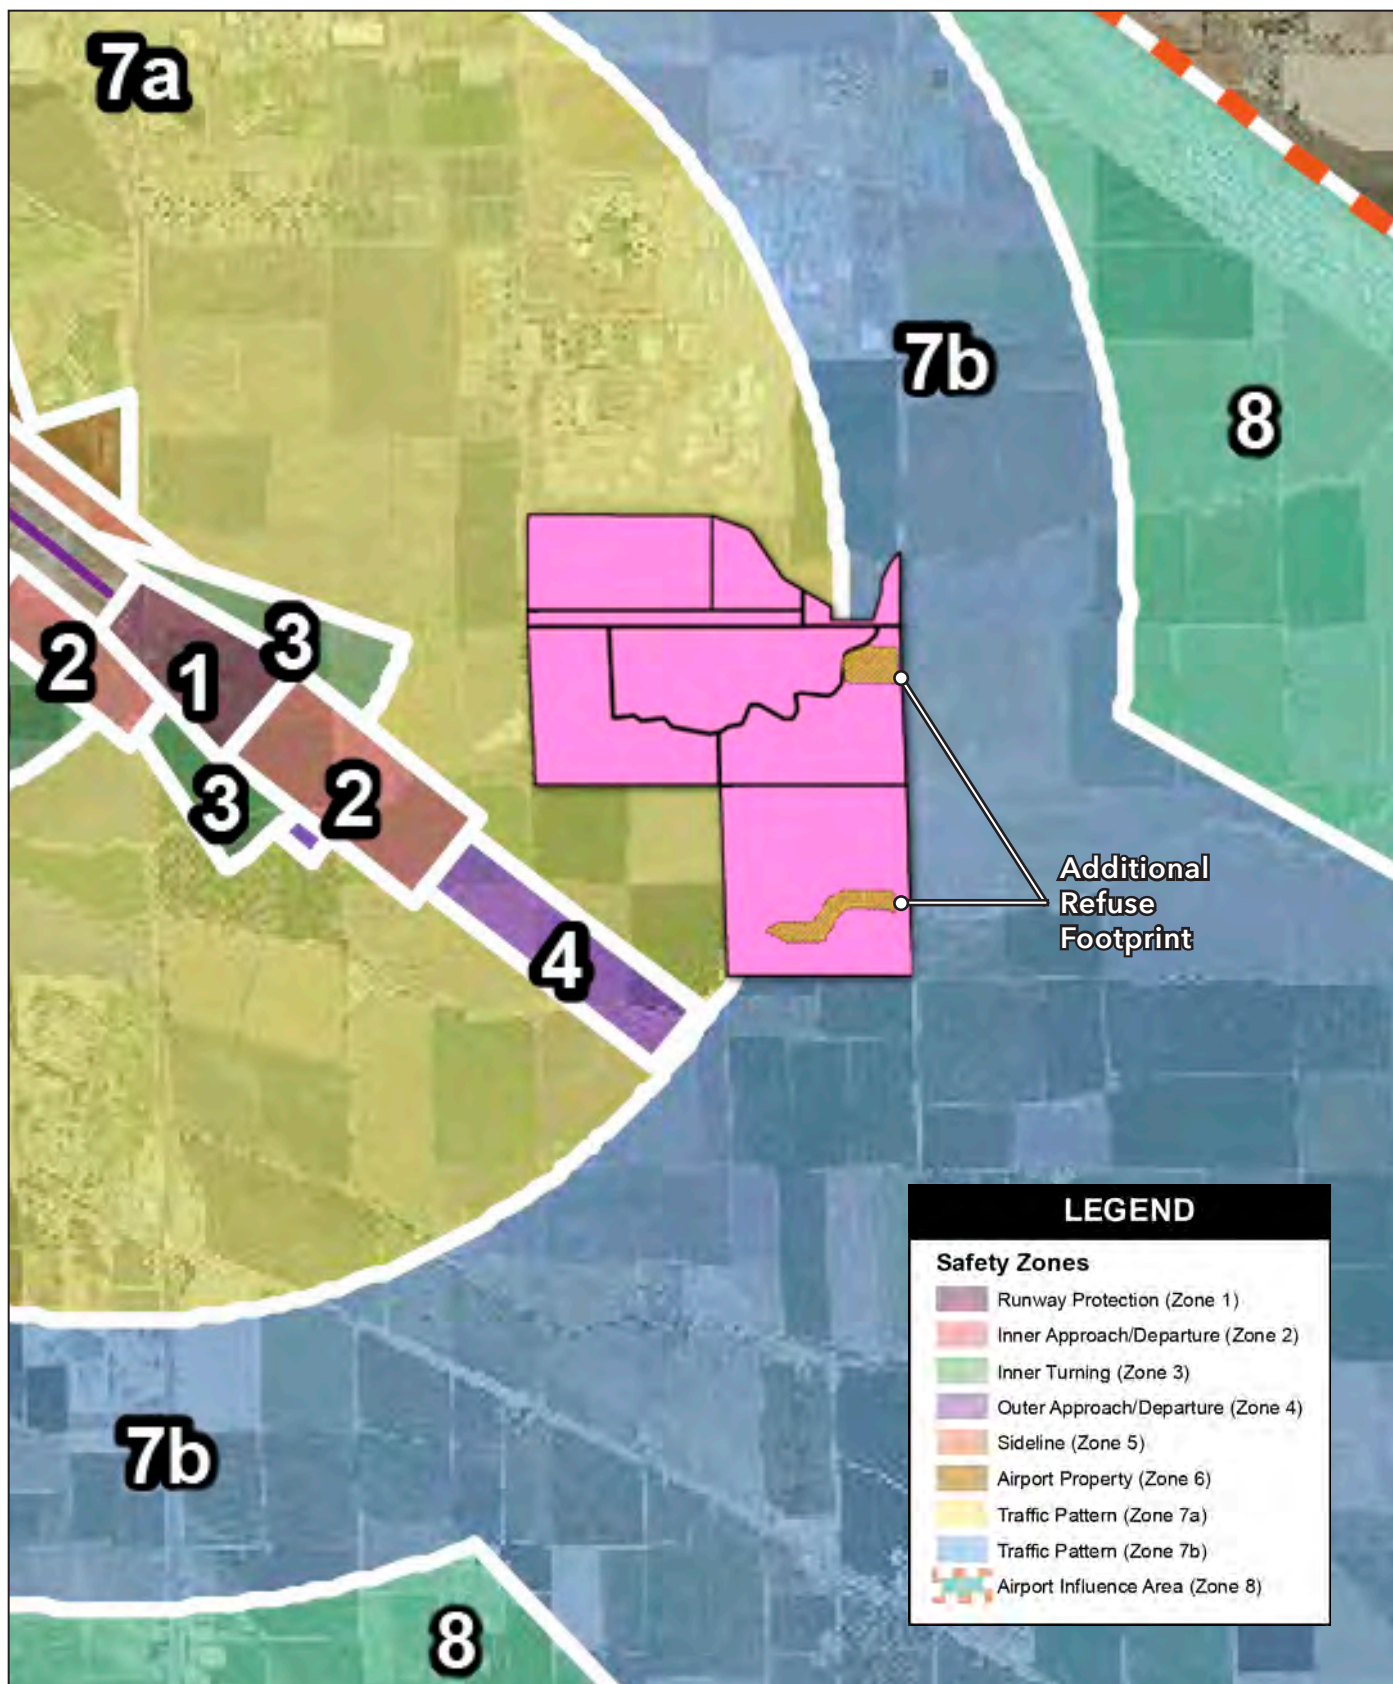 7a
7b
8
3
2
1
3
2
Additional
Refuse
Footprint
4
LEGEND
Safety Zones
Runway Protection (Zone 1)
Inner Approach/Departure (Zone 2)
Inner Turning (Zone 3)
Outer Approach/Departure (Zone 4)
Sideline (Zone 5)
Airport Property (Zone 6)
Traffic Pattern (Zone 7a)
Traffic Pattern (Zone 7b)
Airport Influence Area (Zone 8)
7b
8